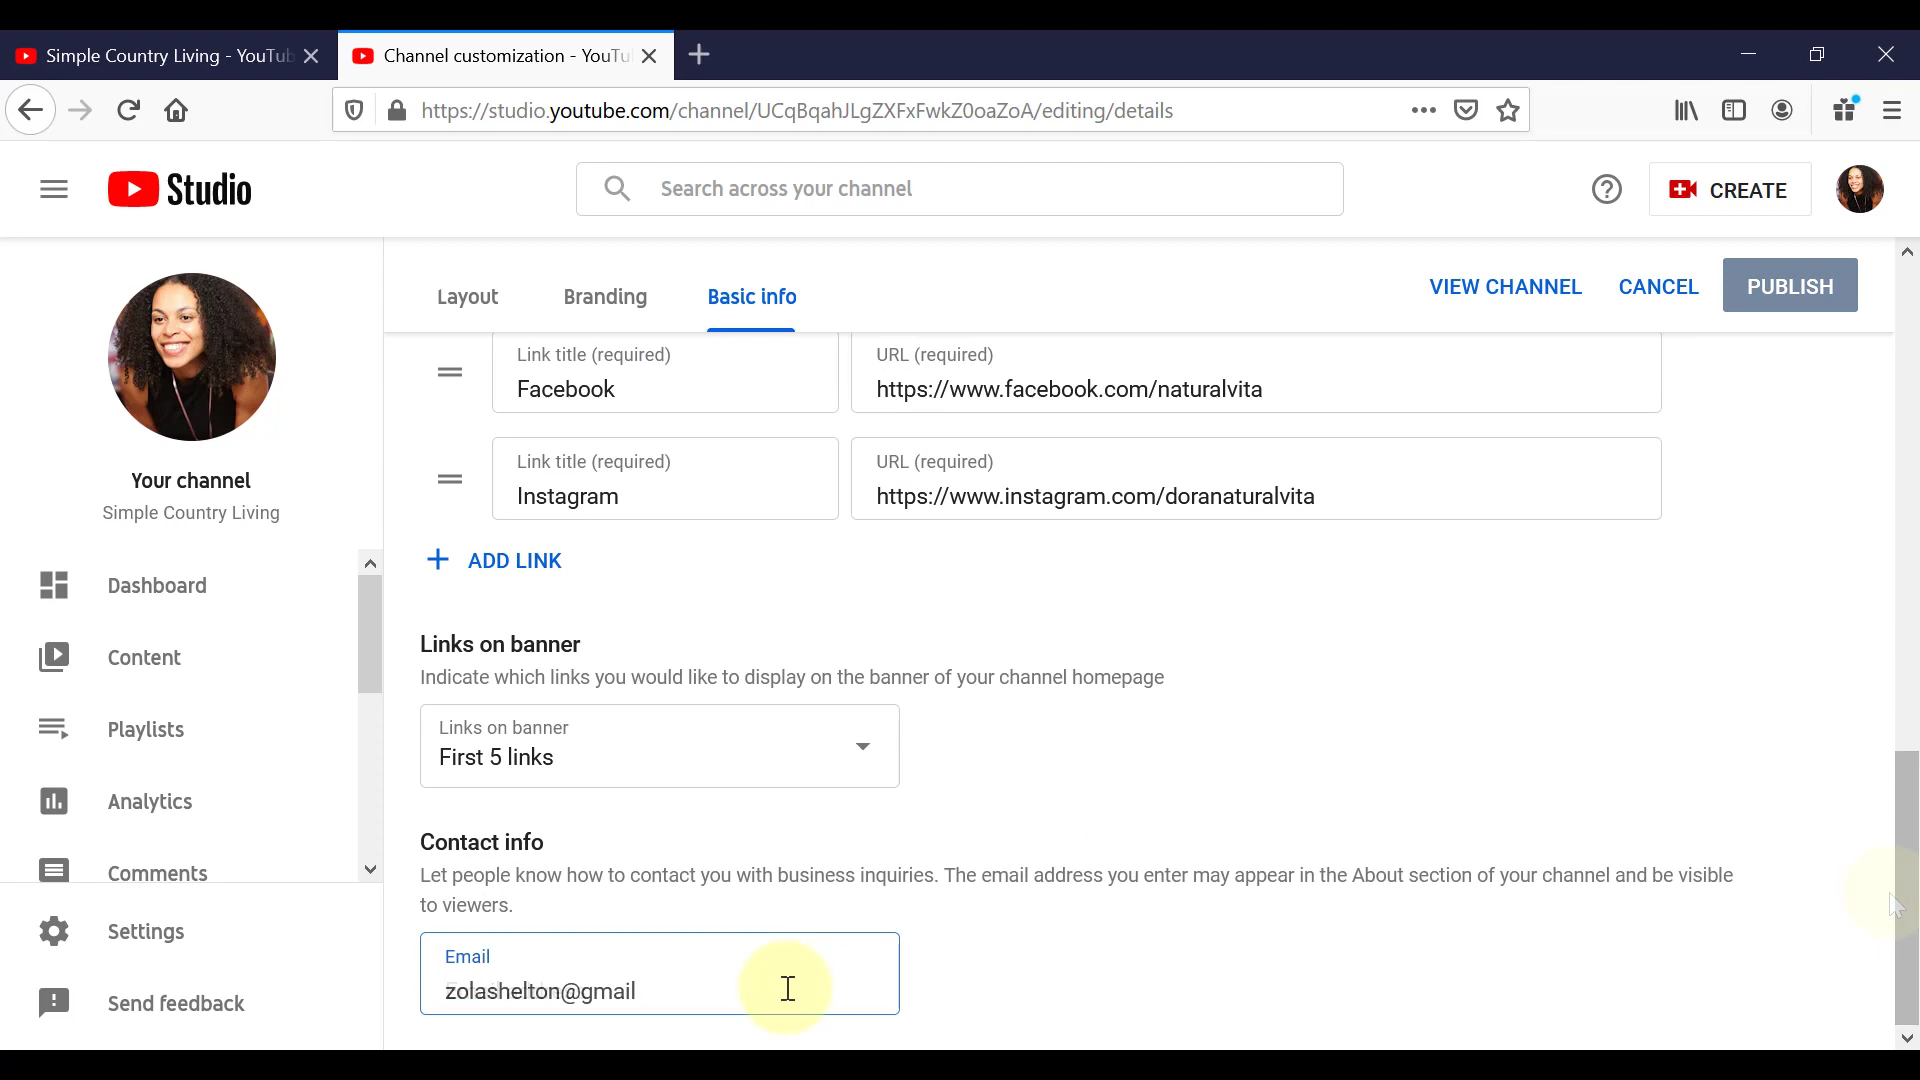 Simple Country Living - YouTub
Channel customization - YouTu
https://studio.youtube.com/channel/UCqBqahJLgZXFxFwkZ0oaZoA/editing/details
Studio
Search across your channel
CREATE
Your channel
Simple Country Living
Dashboard
Content
Playlists
Analytics
Comments
Settings
Send feedback
Layout
Branding
Basic info
VIEW CHANNEL
CANCEL
PUBLISH
Link title (required)
Facebook
URL (required)
https://www.facebook.com/naturalvita
Link title (required)
Instagram
URL (required)
https://www.instagram.com/doranaturalvita
ADD LINK
Links on banner
Indicate which links you would like to display on the banner of your channel homepage
Links on banner
First 5 links
Contact info
Let people know how to contact you with business inquiries. The email address you enter may appear in the About section of your channel and be visible
to viewers.
Email
zolashelton@gmail